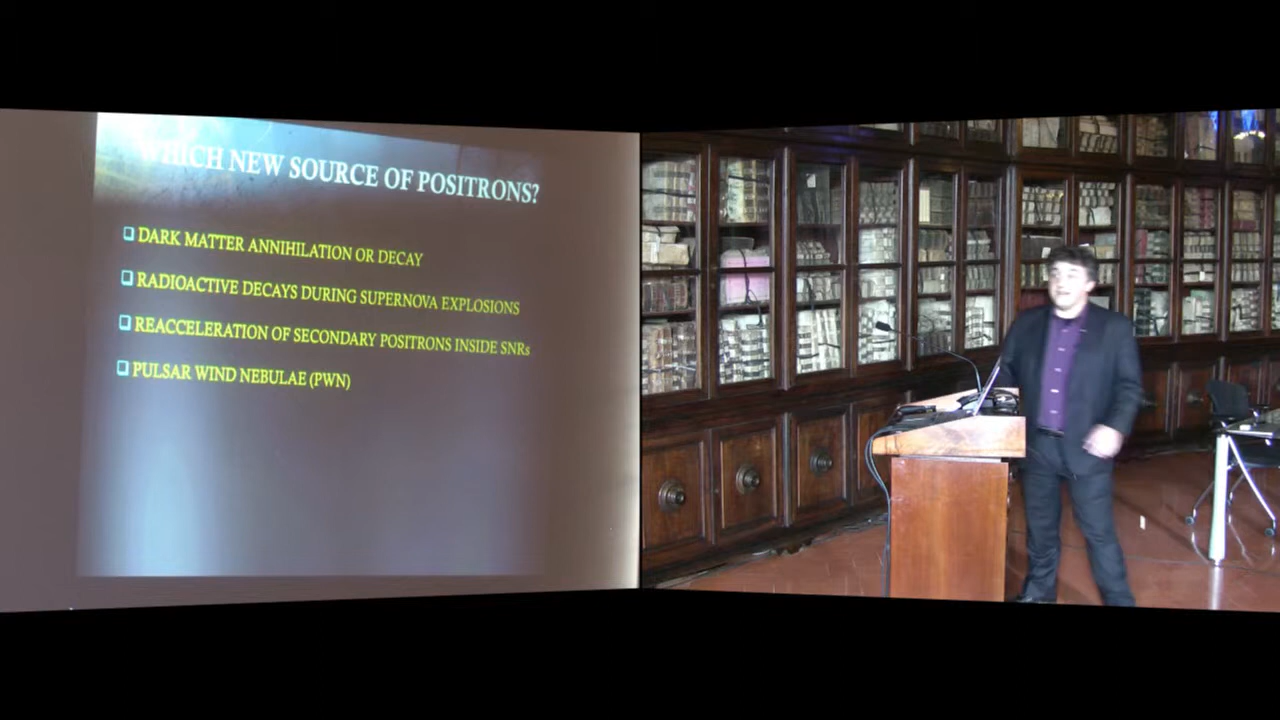 WHICH NEW SOURCE OF POSITRONS?
DARK MATTER ANNIHILATION OR DECAY
RADIOACTIVE DECAYS DURING SUPERNOVA EXPLOSIONS
REACCELERATION OF SECONDARY POSITRONS INSIDE SNRs
PULSAR WIND NEBULAE (PWN)